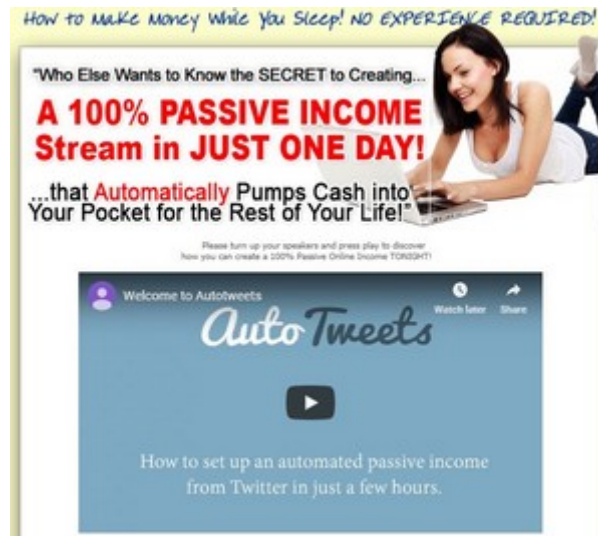 How to Make Money While You Sleep! NO EXPERIENCE REQUIRED!
"Who Else Wants to Know the SECRET to Creating...
A 100% PASSIVE INCOME
Stream in JUST ONE DAY!
...that Automatically Pumps Cash into
Your Pocket for the Rest of Your Life!"
Please turn up your speakers and press play to discover
how you can create a 100% Passive Online Income TONIGHT!
Welcome to Autotweets
Watch later
Share
Auto Tweets
How to set up an automated passive income
from Twitter in just a few hours.